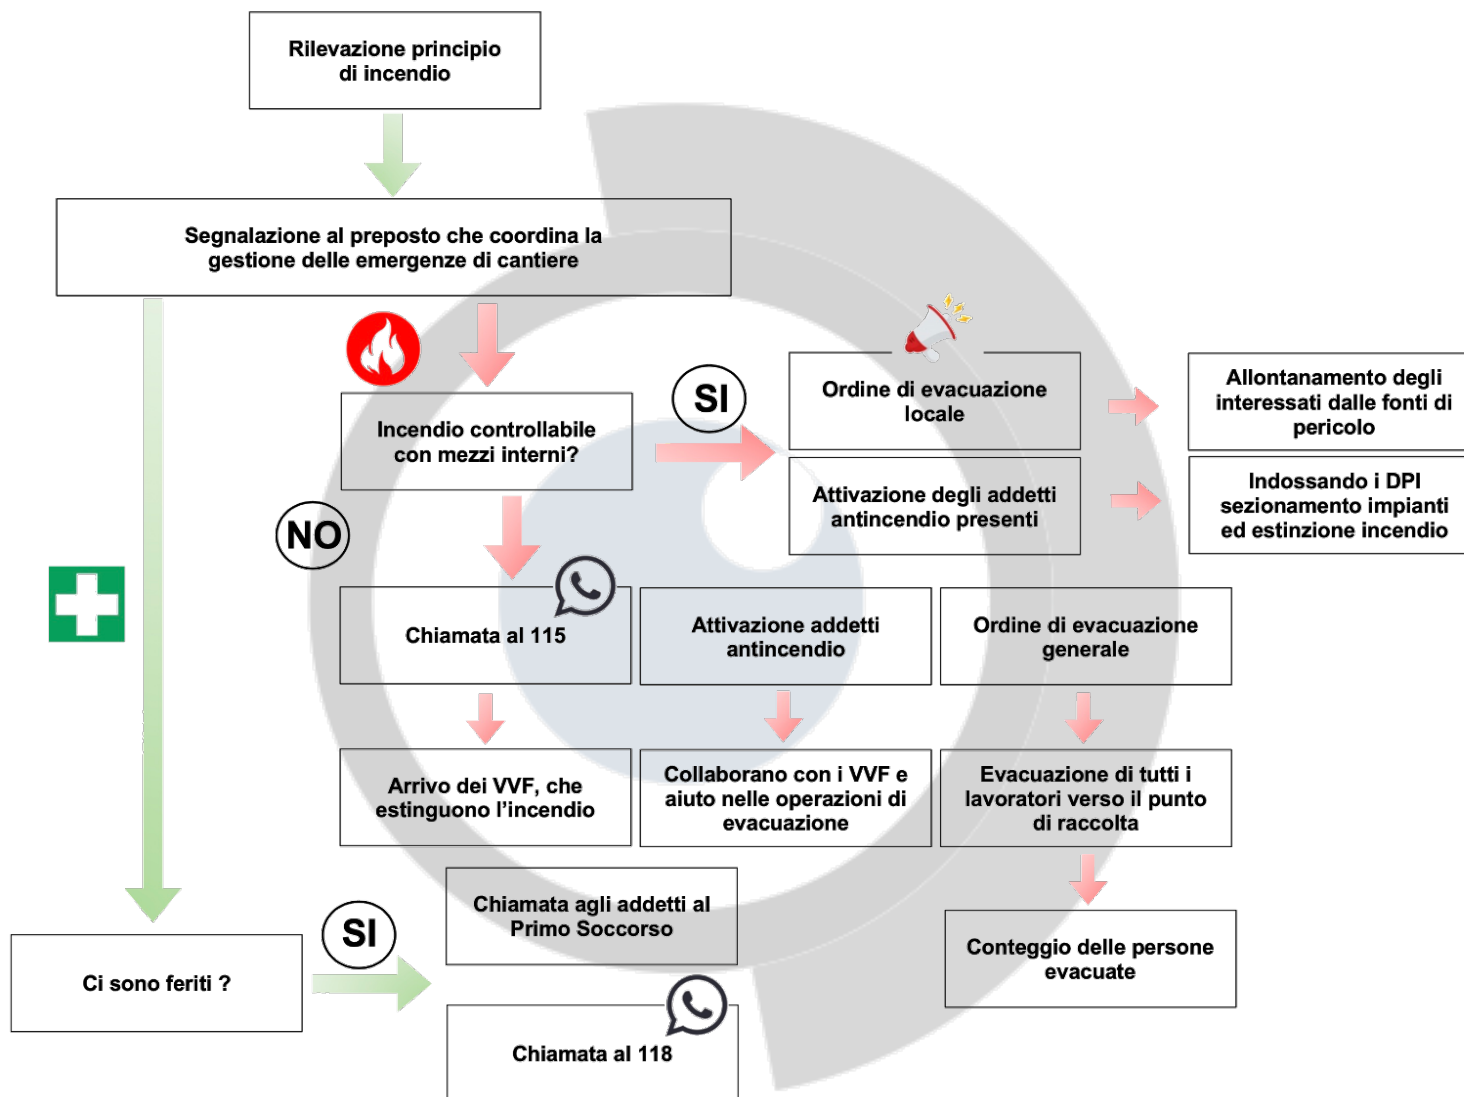 Rilevazione principio
di incendio
Segnalazione al preposto che coordina la
gestione delle emergenze di cantiere
Incendio controllabile
con mezzi interni?
SI
Ordine di evacuazione
locale
Allontanamento degli
interessati dalle fonti di
pericolo
Attivazione degli addetti
antincendio presenti
Indossando i DPI
sezionamento impianti
ed estinzione incendio
NO
Chiamata al 115
Attivazione addetti
antincendio
Ordine di evacuazione
generale
Arrivo dei VVF, che
estinguono l'incendio
Collaborano con i VVF e
aiuto nelle operazioni di
evacuazione
Evacuazione di tutti i
lavoratori verso il punto
di raccolta
Conteggio delle persone
evacuate
Ci sono feriti ?
SI
Chiamata agli addetti al
Primo Soccorso
Chiamata al 118